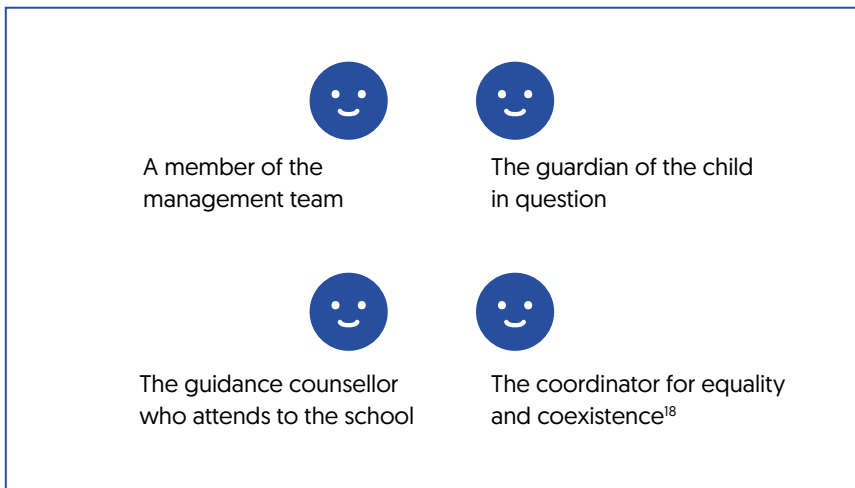 A member of the
management team
The guardian of the child
in question
The guidance counsellor
who attends to the school
The coordinator for equality
and coexistence¹⁸